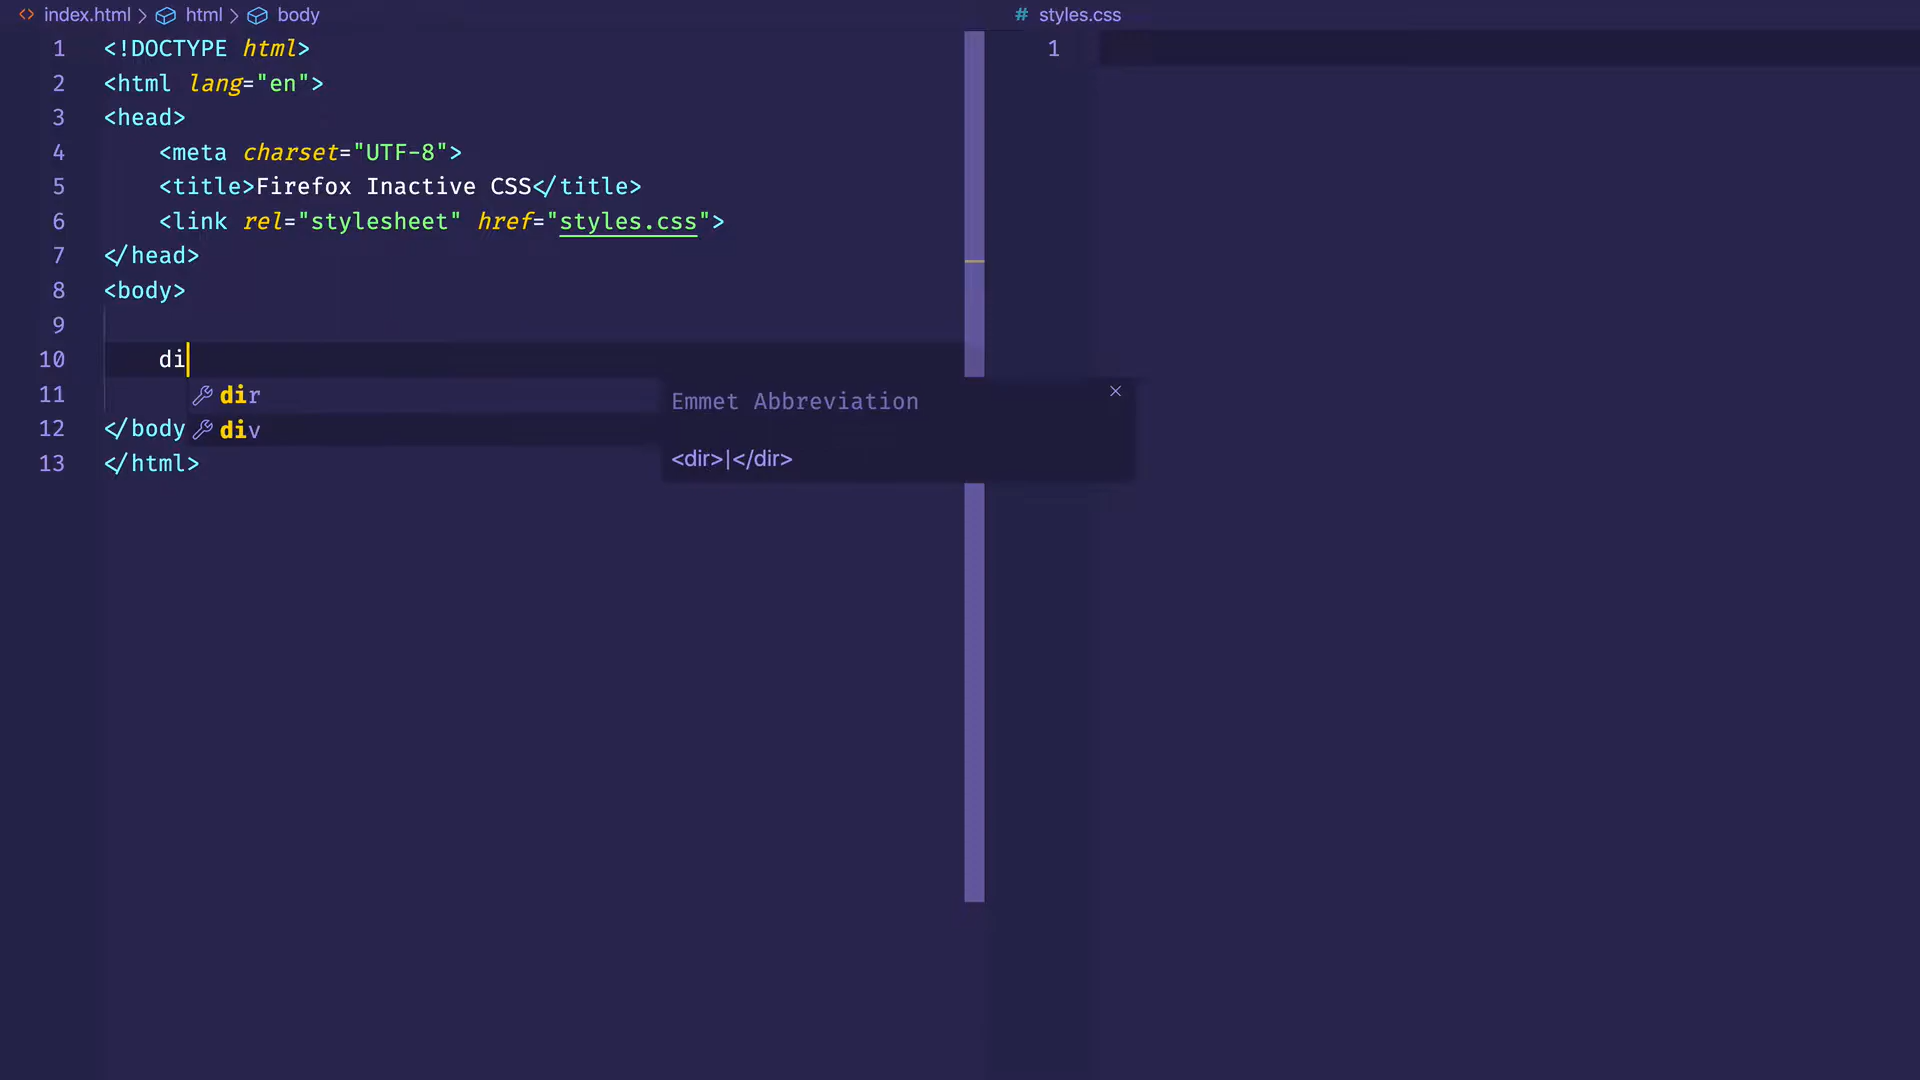 index.html > html > body
1 <!DOCTYPE html>
2 <html lang="en">
3 <head>
4     <meta charset="UTF-8">
5     <title>Firefox Inactive CSS</title>
6     <link rel="stylesheet" href="styles.css">
7 </head>
8 <body>
9
10     di
11
12 </body
13 </html>
dir
div
Emmet Abbreviation
<dir>|</dir>
# styles.css
1